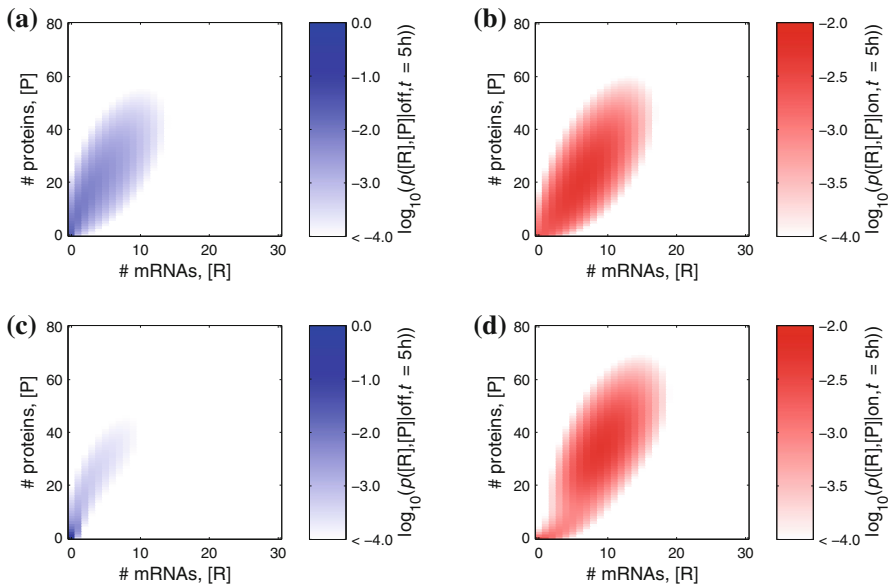 (a)
80
60
40
20
0
# proteins, [P]
0 10 20 30
# mRNAs, [R]
0.0
−1.0
−2.0
−3.0
< −4.0
log10(p([R],[P]|off,t = 5h))
(b)
80
60
40
20
0
# proteins, [P]
0 10 20 30
# mRNAs, [R]
−2.0
−2.5
−3.0
−3.5
< −4.0
log10(p([R],[P]|on,t = 5h))
(c)
80
60
40
20
0
# proteins, [P]
0 10 20 30
# mRNAs, [R]
0.0
−1.0
−2.0
−3.0
< −4.0
log10(p([R],[P]|off,t = 5h))
(d)
80
60
40
20
0
# proteins, [P]
0 10 20 30
# mRNAs, [R]
−2.0
−2.5
−3.0
−3.5
< −4.0
log10(p([R],[P]|on,t = 5h))